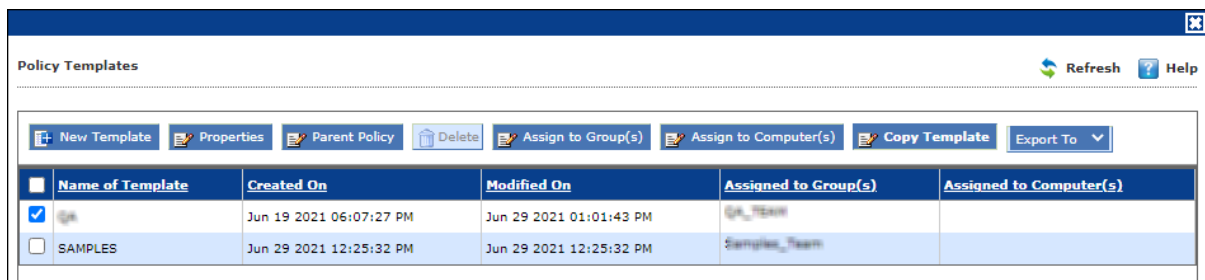 Policy Templates Refresh ? Help
New Template Properties Parent Policy Delete Assign to Group(s) Assign to Computer(s) Copy Template Export To
Name of Template Created On Modified On Assigned to Group(s) Assigned to Computer(s)
QA Jun 19 2021 06:07:27 PM Jun 29 2021 01:01:43 PM QA_TEAM
SAMPLES Jun 29 2021 12:25:32 PM Jun 29 2021 12:25:32 PM Samples_Team